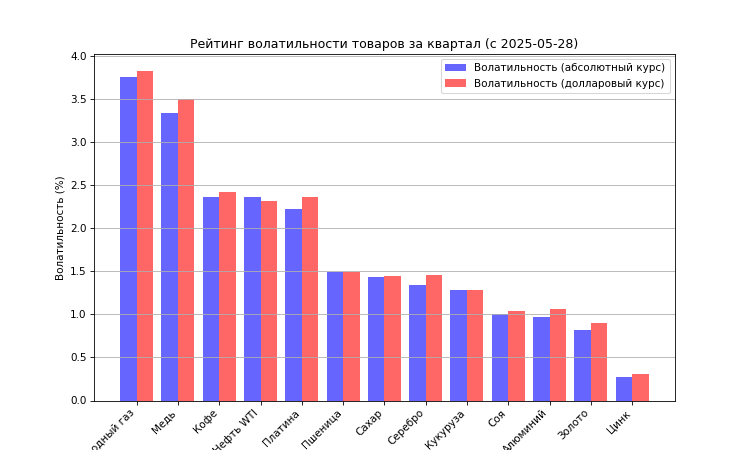 Рейтинг волатильности товаров за квартал (с 2025-05-28)
Волатильность (абсолютный курс)
Волатильность (долларовый курс)
Волатильность (%)
4.0
3.5
3.0
2.5
2.0
1.5
1.0
0.5
0.0
одный газ
Медь
Кофе
Нефть WTI
Платина
Пшеница
Сахар
Серебро
Кукуруза
Соя
Алюминий
Золото
Цинк